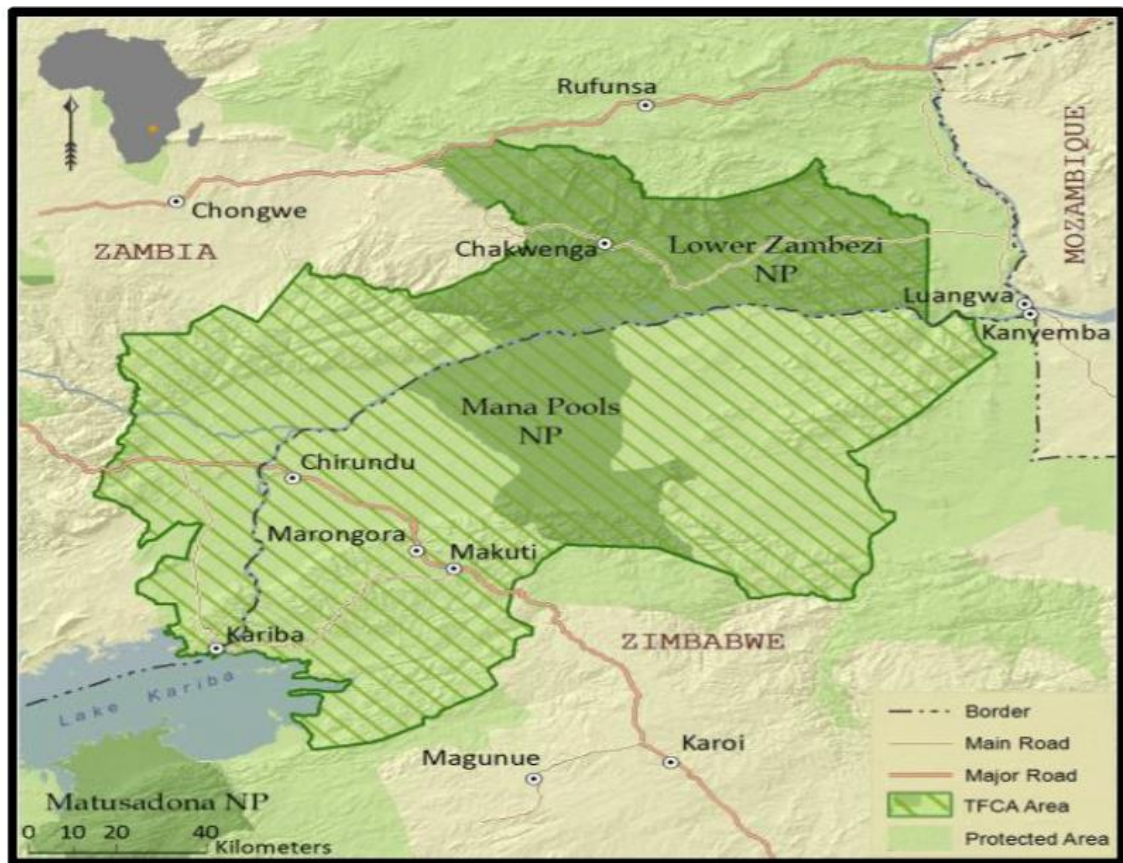 Rufunsa
MOZAMBIQUE
Chongwe
ZAMBIA
Chakwenga
Lower Zambezi
NP
Luangwa
Kanyemba
Mana Pools
NP
Chirundu
Marongora
Makuti
Kariba
ZIMBABWE
Lake Kariba
Magunue
Karoi
Matusadona NP
0 10 20 40
Kilometers
Border
Main Road
Major Road
TFCA Area
Protected Area